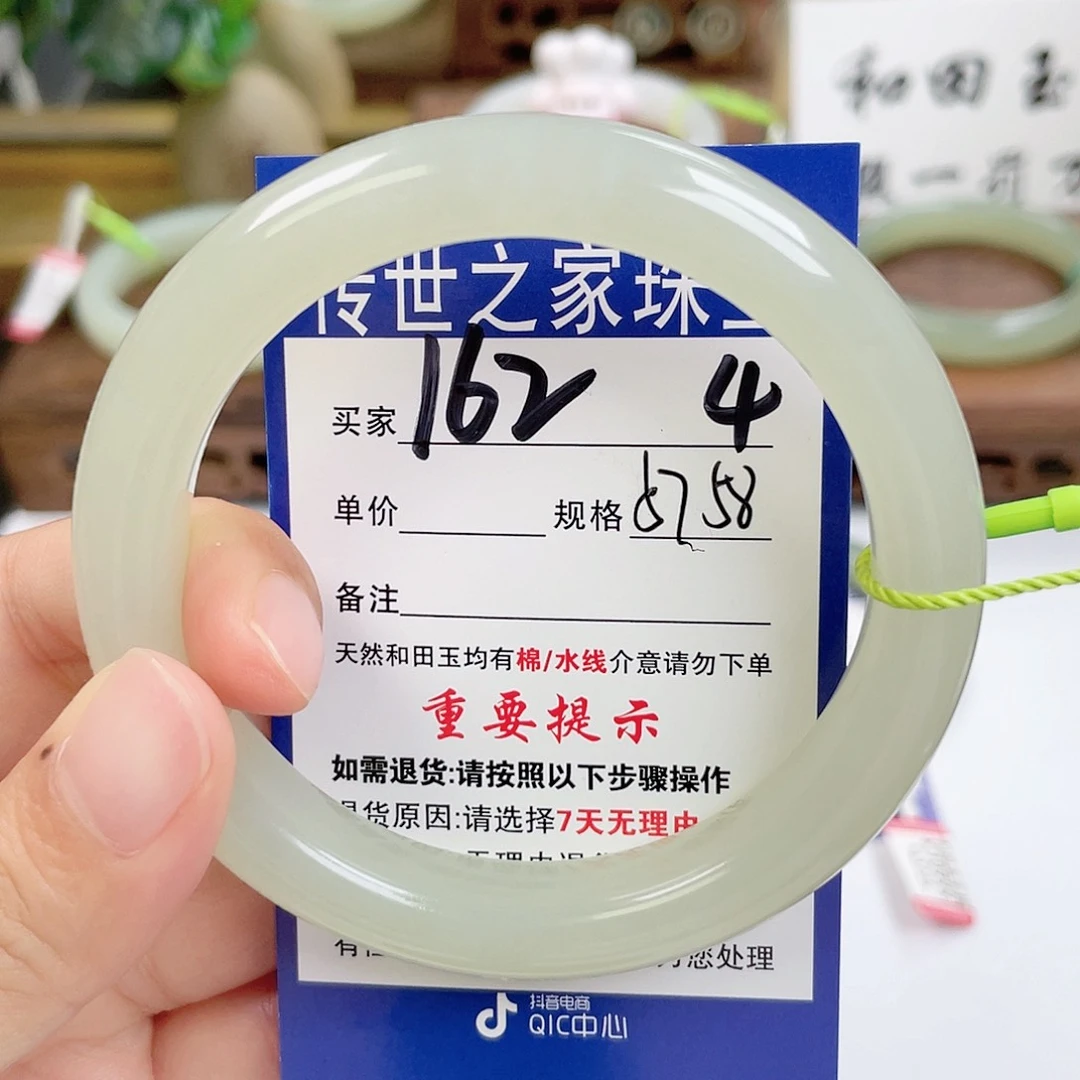 和田玉
传世之家珠
买家 162 4
单价 规格 57 58
备注
天然和田玉均有棉/水线介意请勿下单
重要提示
如需退货:请按照以下步骤操作
退货原因:请选择7天无理由
您处理
抖音电商
QIC中心